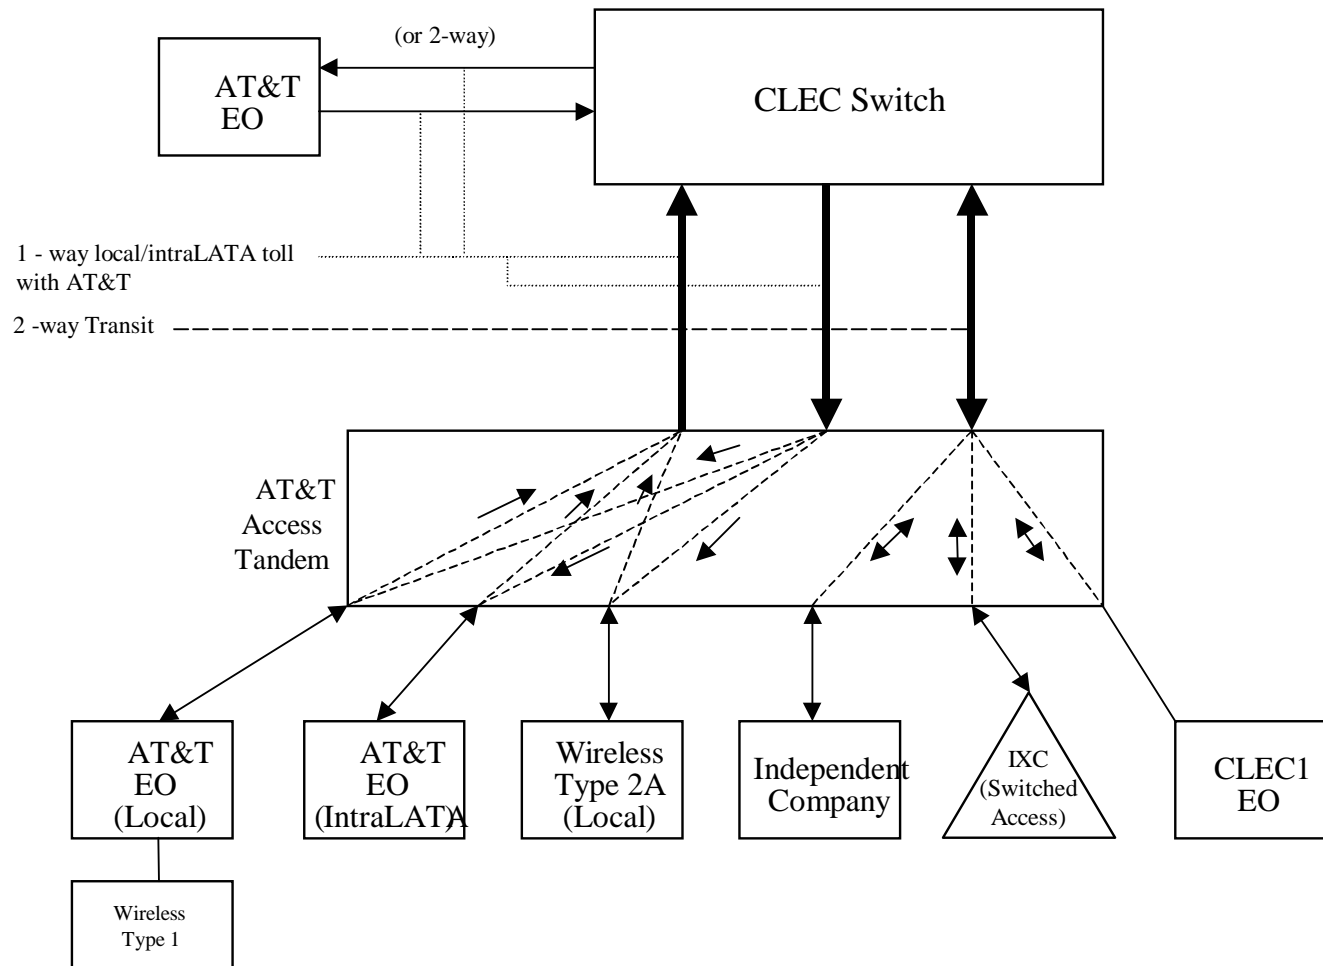 (or 2-way)
AT&T
EO
CLEC Switch
1 - way local/intraLATA toll
with AT&T
2 -way Transit
AT&T
Access
Tandem
AT&T
EO
(Local)
AT&T
EO
(IntraLATA)
Wireless
Type 2A
(Local)
Independent
Company
IXC
(Switched
Access)
CLEC1
EO
Wireless
Type 1